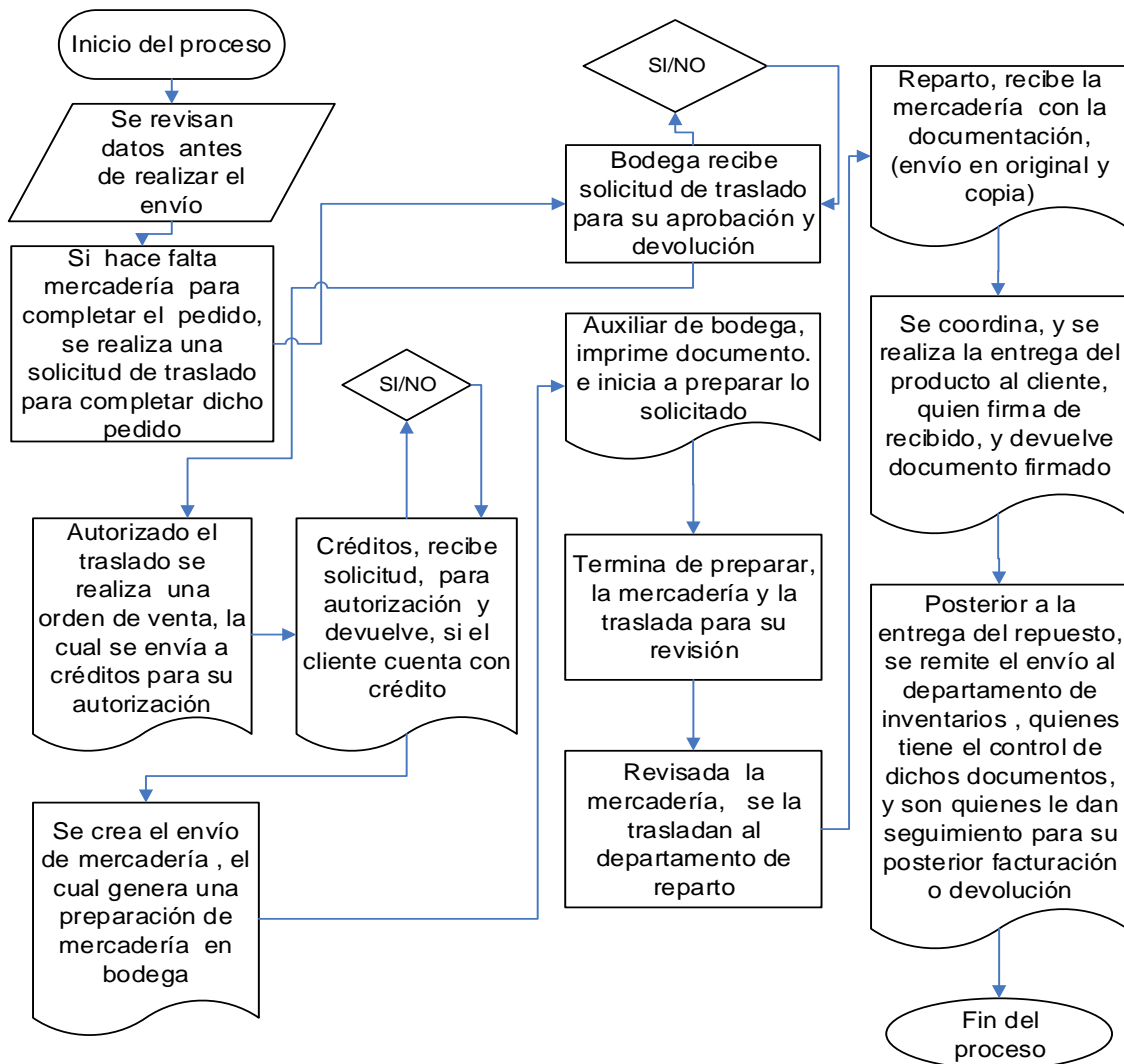 Inicio del proceso
Se revisan
datos antes
de realizar el
envío
Si hace falta
mercadería para
completar el pedido,
se realiza una
solicitud de traslado
para completar dicho
pedido
SI/NO
Bodega recibe
solicitud de traslado
para su aprobación y
devolución
Autorizado el
traslado se
realiza una
orden de venta, la
cual se envía a
créditos para su
autorización
SI/NO
Créditos, recibe
solicitud, para
autorización y
devuelve, si el
cliente cuenta con
crédito
Se crea el envío
de mercadería , el
cual genera una
preparación de
mercadería en
bodega
Auxiliar de bodega,
imprime documento.
e inicia a preparar lo
solicitado
Termina de preparar,
la mercadería y la
traslada para su
revisión
Revisada la
mercadería, se la
trasladan al
departamento de
reparto
Reparto, recibe la
mercadería con la
documentación,
(envío en original y
copia)
Se coordina, y se
realiza la entrega del
producto al cliente,
quien firma de
recibido, y devuelve
documento firmado
Posterior a la
entrega del repuesto,
se remite el envío al
departamento de
inventarios , quienes
tiene el control de
dichos documentos,
y son quienes le dan
seguimiento para su
posterior facturación
o devolución
Fin del
proceso